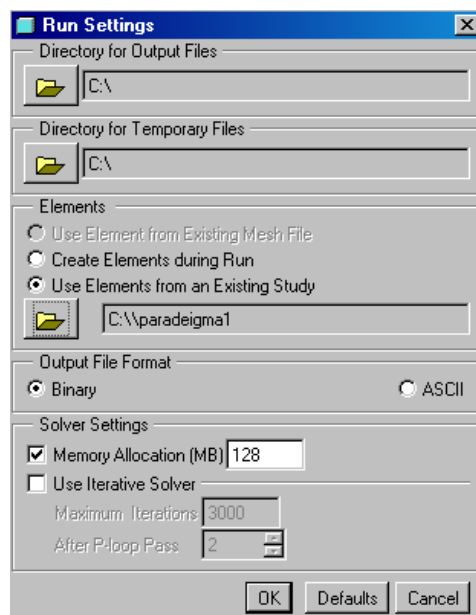 Run Settings
Directory for Output Files
C:\
Directory for Temporary Files
C:\
Elements
Use Element from Existing Mesh File
Create Elements during Run
Use Elements from an Existing Study
C:\\paradeigma1
Output File Format
Binary ASCII
Solver Settings
Memory Allocation (MB) 128
Use Iterative Solver
Maximum Iterations 3000
After P-loop Pass 2
OK Defaults Cancel